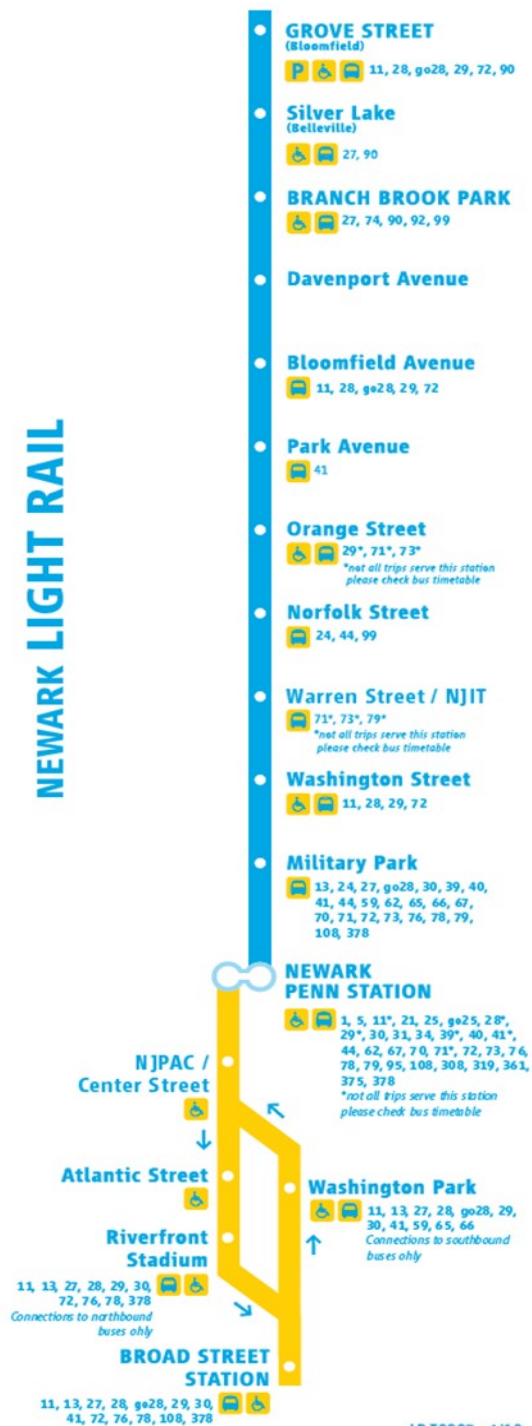 NEWARK LIGHT RAIL
GROVE STREET
(Bloomfield)
P 11, 28, go28, 29, 72, 90
Silver Lake
(Belleville)
27, 90
BRANCH BROOK PARK
27, 74, 90, 92, 99
Davenport Avenue
Bloomfield Avenue
11, 28, go28, 29, 72
Park Avenue
41
Orange Street
29*, 71*, 73*
*not all trips serve this station
please check bus timetable
Norfolk Street
24, 44, 99
Warren Street / NJIT
71*, 73*, 79*
*not all trips serve this station
please check bus timetable
Washington Street
11, 28, 29, 72
Military Park
13, 24, 27, go28, 30, 39, 40,
41, 44, 59, 62, 65, 66, 67,
70, 71, 72, 73, 76, 78, 79,
108, 378
NEWARK
PENN STATION
1, 5, 11*, 21, 25, go25, 28*,
29*, 30, 31, 34, 39*, 40, 41*,
44, 62, 67, 70, 71*, 72, 73, 76,
78, 79, 95, 108, 308, 319, 361,
375, 378
*not all trips serve this station
please check bus timetable
NJPAC /
Center Street
Atlantic Street
Washington Park
11, 13, 27, 28, go28, 29,
30, 41, 59, 65, 66
Connections to southbound
buses only
Riverfront
Stadium
11, 13, 27, 28, 29, 30,
72, 76, 78, 378
Connections to northbound
buses only
BROAD STREET
STATION
11, 13, 27, 28, go28, 29, 30,
41, 72, 76, 78, 108, 378